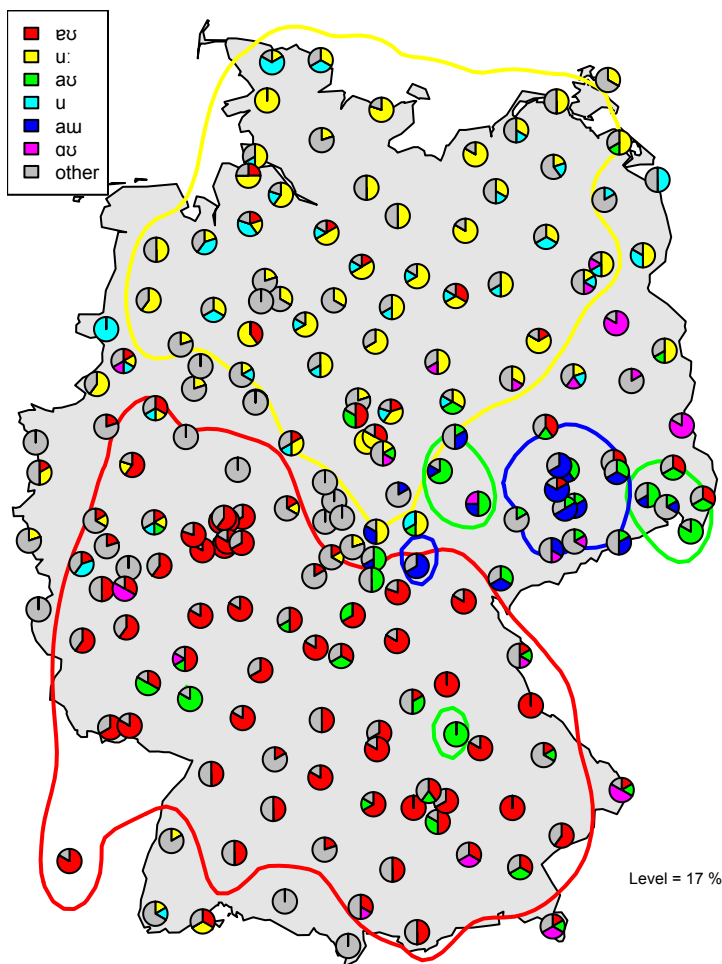 ɐʊ
uː
aʊ
u
aɯ
ɑʊ
other
Level = 17 %